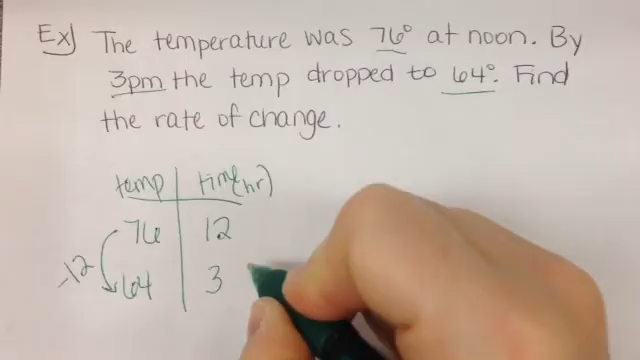 Ex) The temperature was 76° at noon. By
3pm the temp dropped to 64°. Find
the rate of change.
temp time(hr)
76 12
-12
64 3